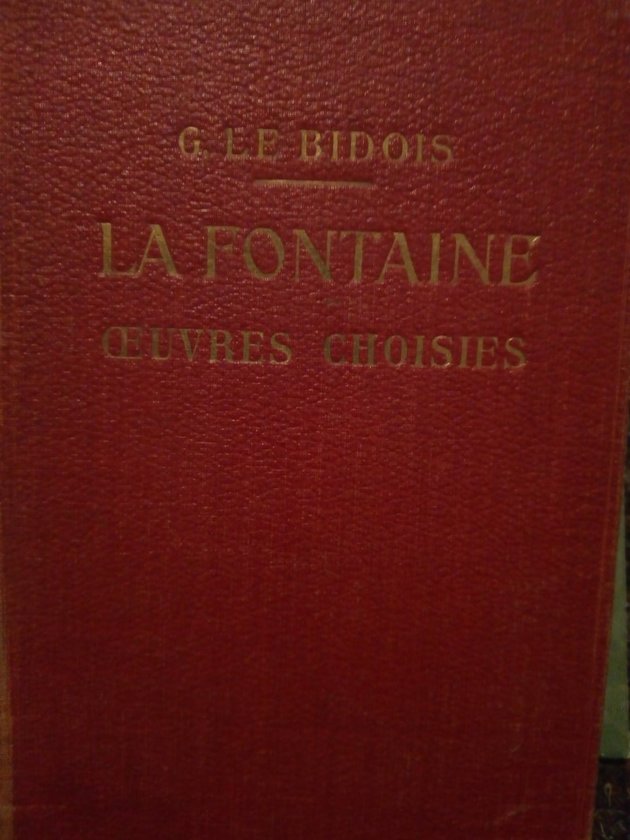 G. LE BIDOIS
LA FONTAINE
ŒUVRES CHOISIES